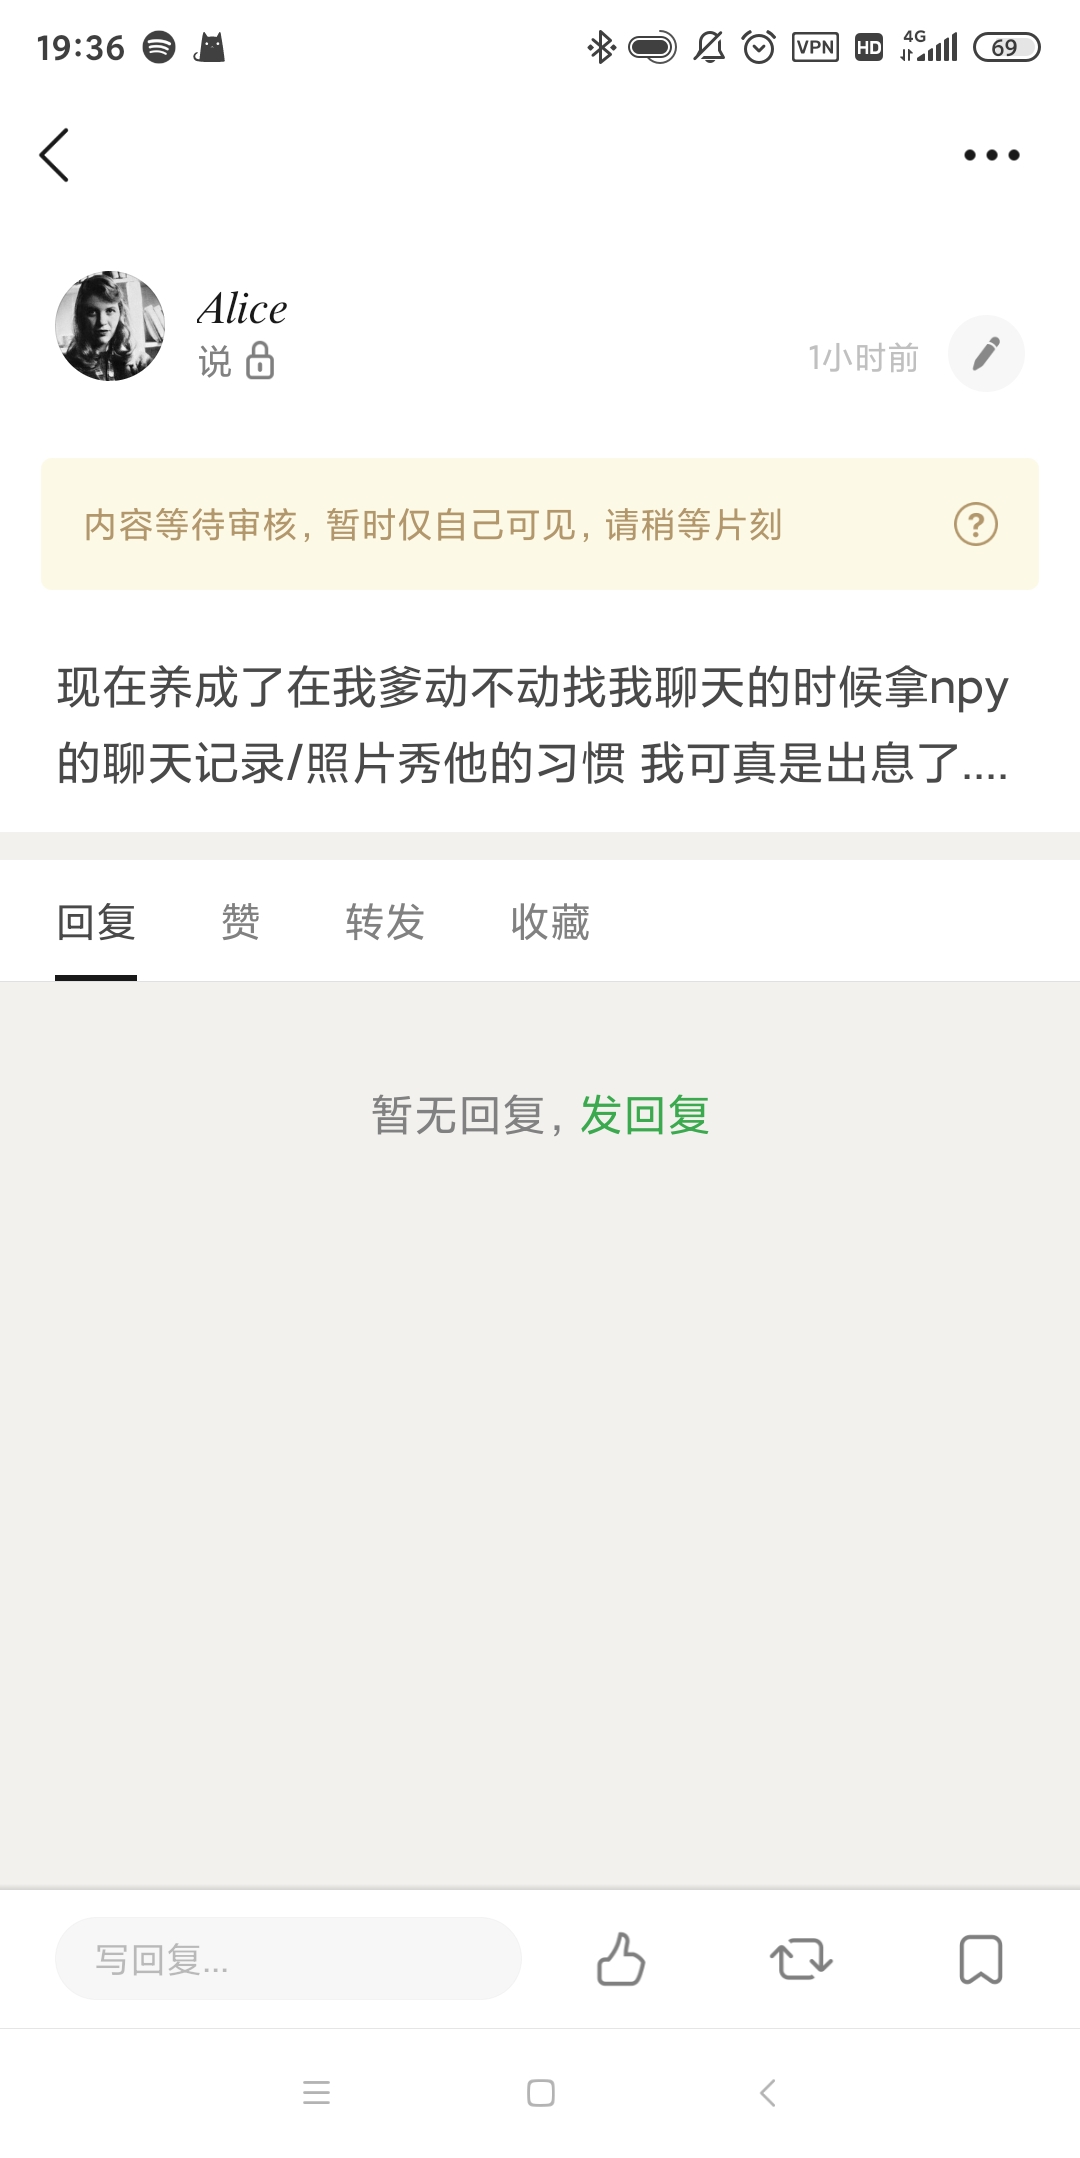 19:36
VPN HD 4G 69
Alice
说
1小时前
内容等待审核，暂时仅自己可见，请稍等片刻
?
现在养成了在我爹动不动找我聊天的时候拿npy
的聊天记录/照片秀他的习惯 我可真是出息了....
回复 赞 转发 收藏
暂无回复，发回复
写回复...